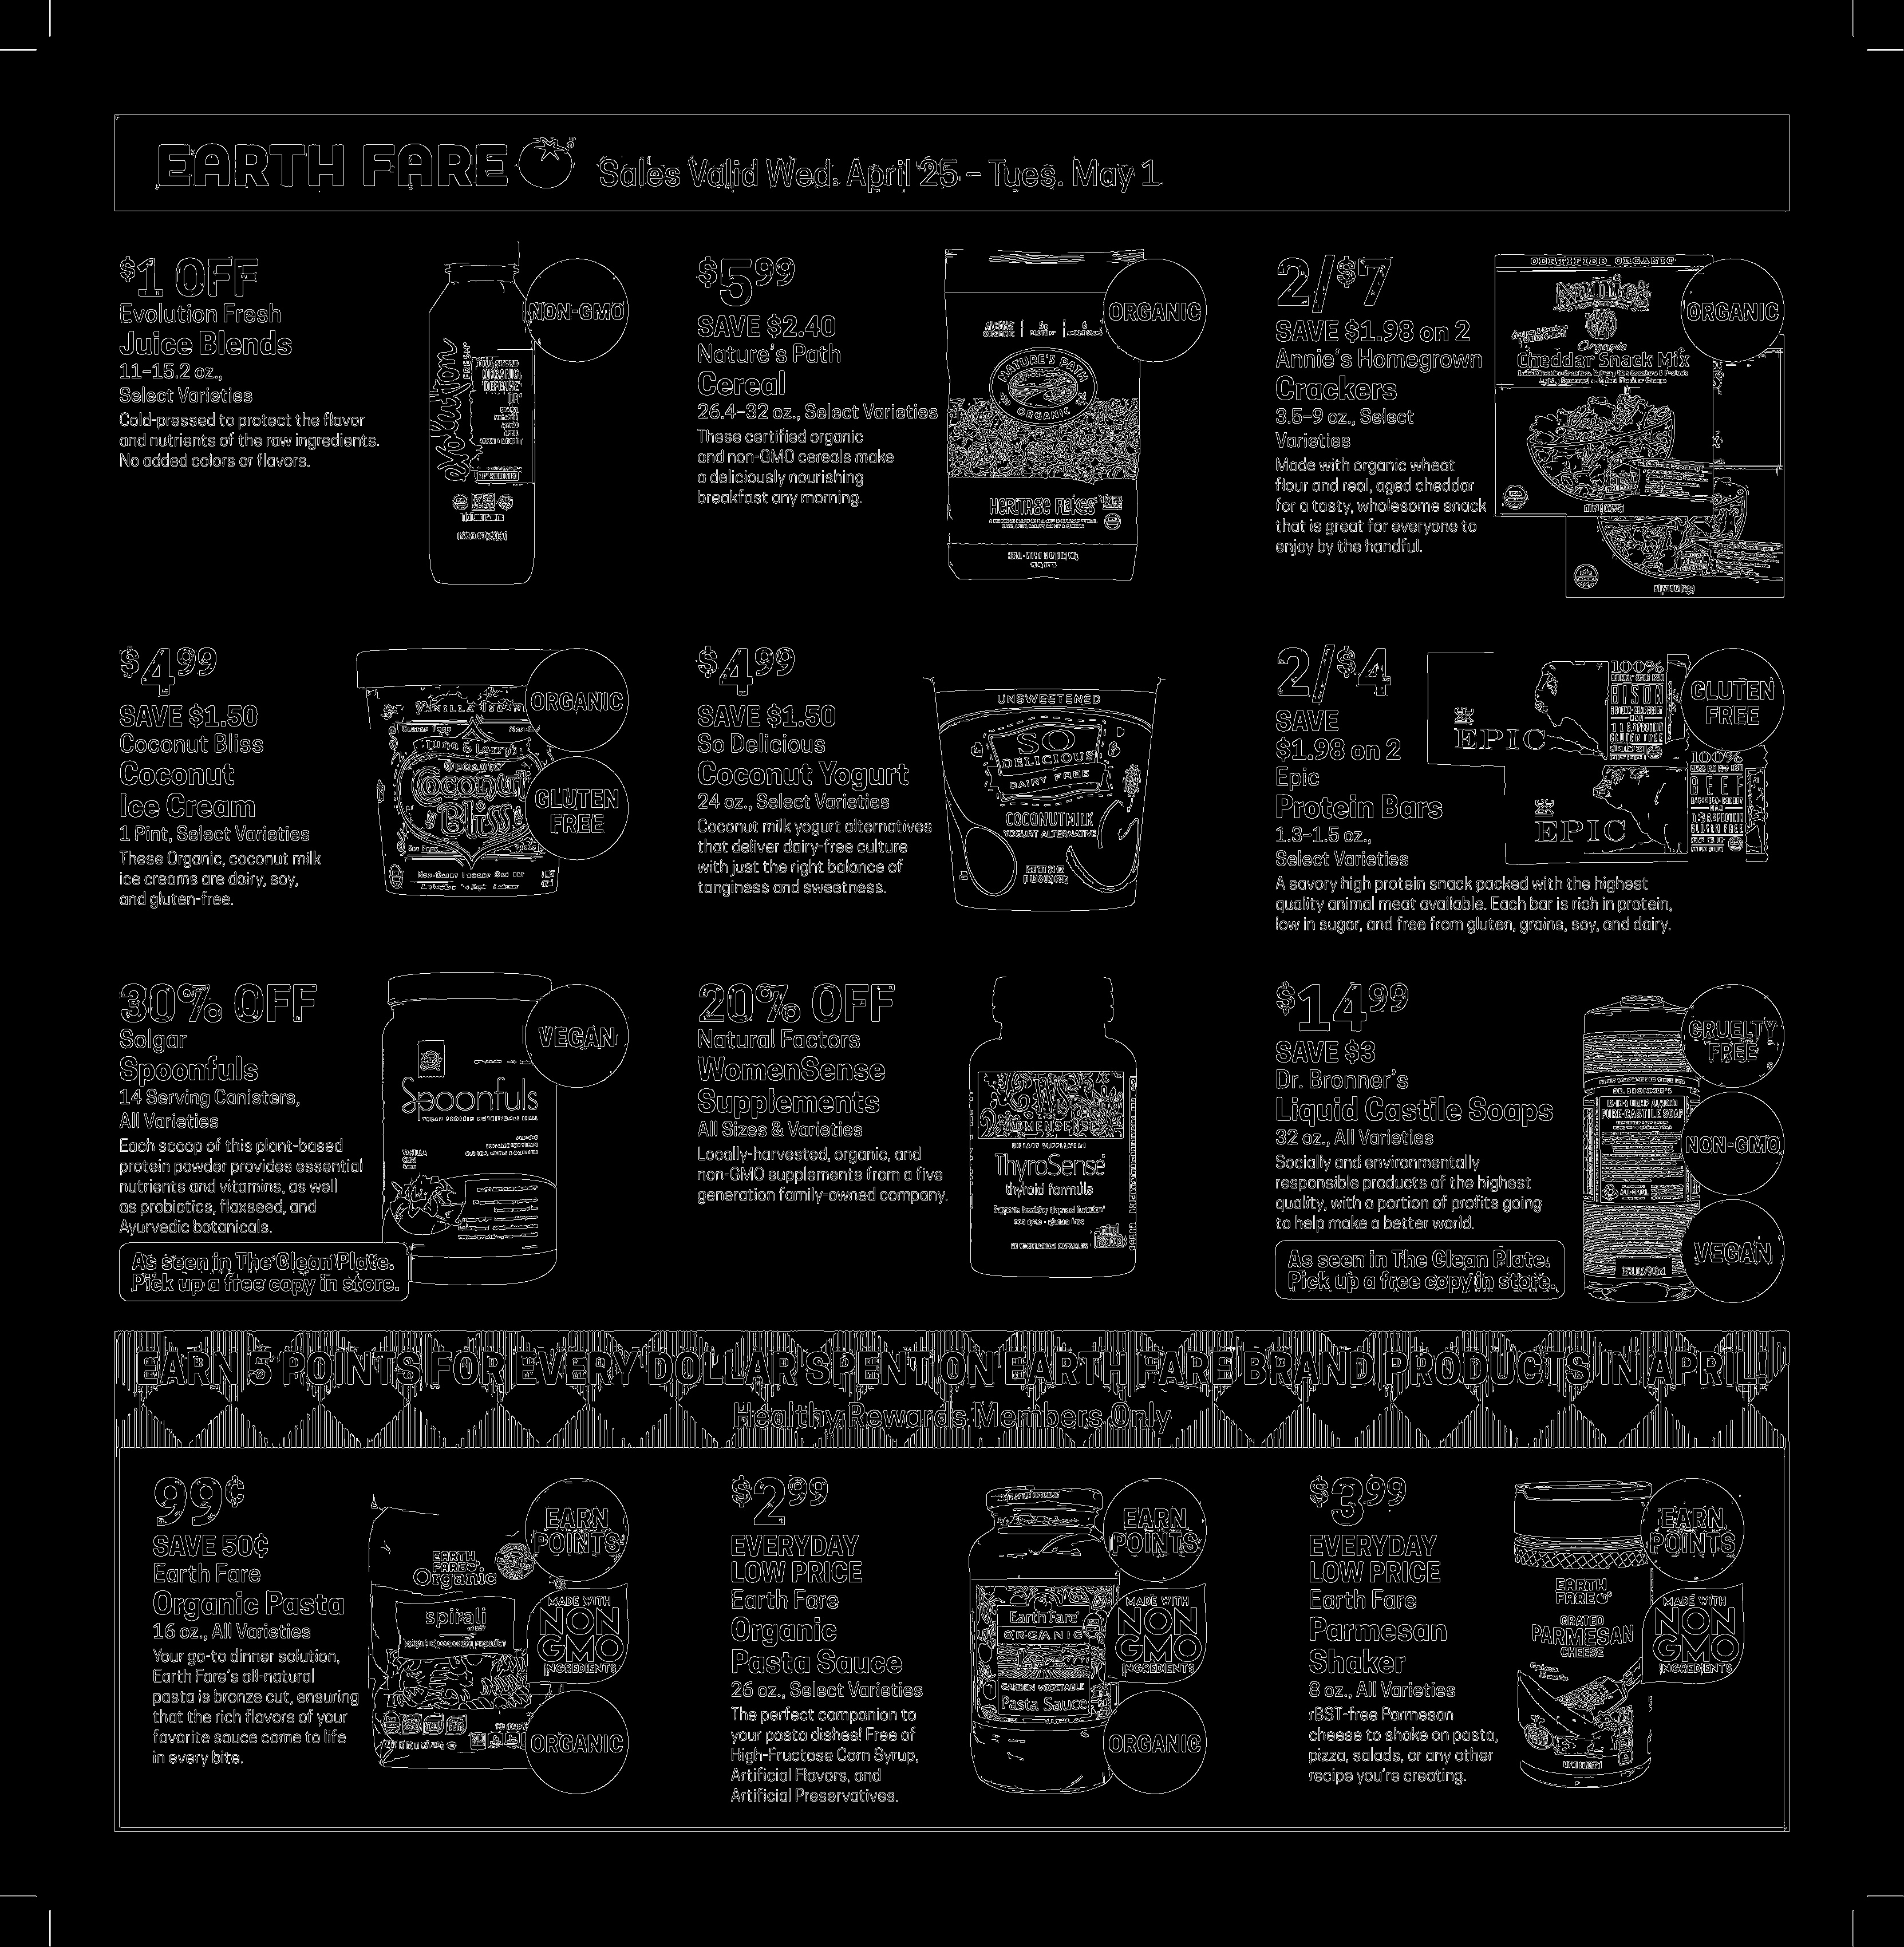 EARTH FARE
Sales Valid Wed. April 25 – Tues. May 1
$1 OFF
Evolution Fresh
Juice Blends
11–15.2 oz.,
Select Varieties
Cold-pressed to protect the flavor
and nutrients of the raw ingredients.
No added colors or flavors.
evolution
FRESH
ORGANIC
DEFENSE
NON-GMO
$5.99
SAVE $2.40
Nature's Path
Cereal
26.4–32 oz., Select Varieties
These certified organic
and non-GMO cereals make
a deliciously nourishing
breakfast any morning.
NATURE'S PATH
ORGANIC
HERITAGE FLAKES
ORGANIC
2/$7
SAVE $1.98 on 2
Annie's Homegrown
Crackers
3.5–9 oz., Select
Varieties
Made with organic wheat
flour and real, aged cheddar
for a tasty, wholesome snack
that is great for everyone to
enjoy by the handful.
CERTIFIED ORGANIC
Annie's
Organic
Cheddar Snack Mix
ORGANIC
$4.99
SAVE $1.50
Coconut Bliss
Coconut
Ice Cream
1 Pint, Select Varieties
These Organic, coconut milk
ice creams are dairy, soy,
and gluten-free.
VANILLA ISLAND
Luna & Larry's
ORGANIC
Coconut
Bliss
ORGANIC
GLUTEN
FREE
$4.99
SAVE $1.50
So Delicious
Coconut Yogurt
24 oz., Select Varieties
Coconut milk yogurt alternatives
that deliver dairy-free culture
with just the right balance of
tanginess and sweetness.
UNSWEETENED
SO
DELICIOUS
DAIRY FREE
COCONUTMILK
YOGURT ALTERNATIVE
2/$4
SAVE
$1.98 on 2
Epic
Protein Bars
1.3–1.5 oz.,
Select Varieties
A savory high protein snack packed with the highest
quality animal meat available. Each bar is rich in protein,
low in sugar, and free from gluten, grains, soy, and dairy.
EPIC
100%
BISON
BAR
GLUTEN FREE
EPIC
100%
BEEF
BAR
GLUTEN FREE
GLUTEN
FREE
30% OFF
Solgar
Spoonfuls
14 Serving Canisters,
All Varieties
Each scoop of this plant-based
protein powder provides essential
nutrients and vitamins, as well
as probiotics, flaxseed, and
Ayurvedic botanicals.
As seen in The Clean Plate.
Pick up a free copy in store.
Spoonfuls
VEGAN
20% OFF
Natural Factors
WomenSense
Supplements
All Sizes & Varieties
Locally-harvested, organic, and
non-GMO supplements from a five
generation family-owned company.
WS
WOMENSENSE
ThyroSense
thyroid formula
$14.99
SAVE $3
Dr. Bronner's
Liquid Castile Soaps
32 oz., All Varieties
Socially and environmentally
responsible products of the highest
quality, with a portion of profits going
to help make a better world.
As seen in The Clean Plate.
Pick up a free copy in store.
DR. BRONNER'S
PURE-CASTILE SOAP
CRUELTY
FREE
NON-GMO
VEGAN
EARN 5 POINTS FOR EVERY DOLLAR SPENT ON EARTH FARE BRAND PRODUCTS IN APRIL!
Healthy Rewards Members Only
99¢
SAVE 50¢
Earth Fare
Organic Pasta
16 oz., All Varieties
Your go-to dinner solution,
Earth Fare's all-natural
pasta is bronze cut, ensuring
that the rich flavors of your
favorite sauce come to life
in every bite.
EARTH
FARE
Organic
spirali
EARN
POINTS
MADE WITH
NON
GMO
INGREDIENTS
ORGANIC
$2.99
EVERYDAY
LOW PRICE
Earth Fare
Organic
Pasta Sauce
26 oz., Select Varieties
The perfect companion to
your pasta dishes! Free of
High-Fructose Corn Syrup,
Artificial Flavors, and
Artificial Preservatives.
Earth Fare
ORGANIC
GARDEN VEGETABLE
Pasta Sauce
EARN
POINTS
MADE WITH
NON
GMO
INGREDIENTS
ORGANIC
$3.99
EVERYDAY
LOW PRICE
Earth Fare
Parmesan
Shaker
8 oz., All Varieties
rBST-free Parmesan
cheese to shake on pasta,
pizza, salads, or any other
recipe you're creating.
EARTH
FARE
GRATED
PARMESAN
CHEESE
EARN
POINTS
MADE WITH
NON
GMO
INGREDIENTS